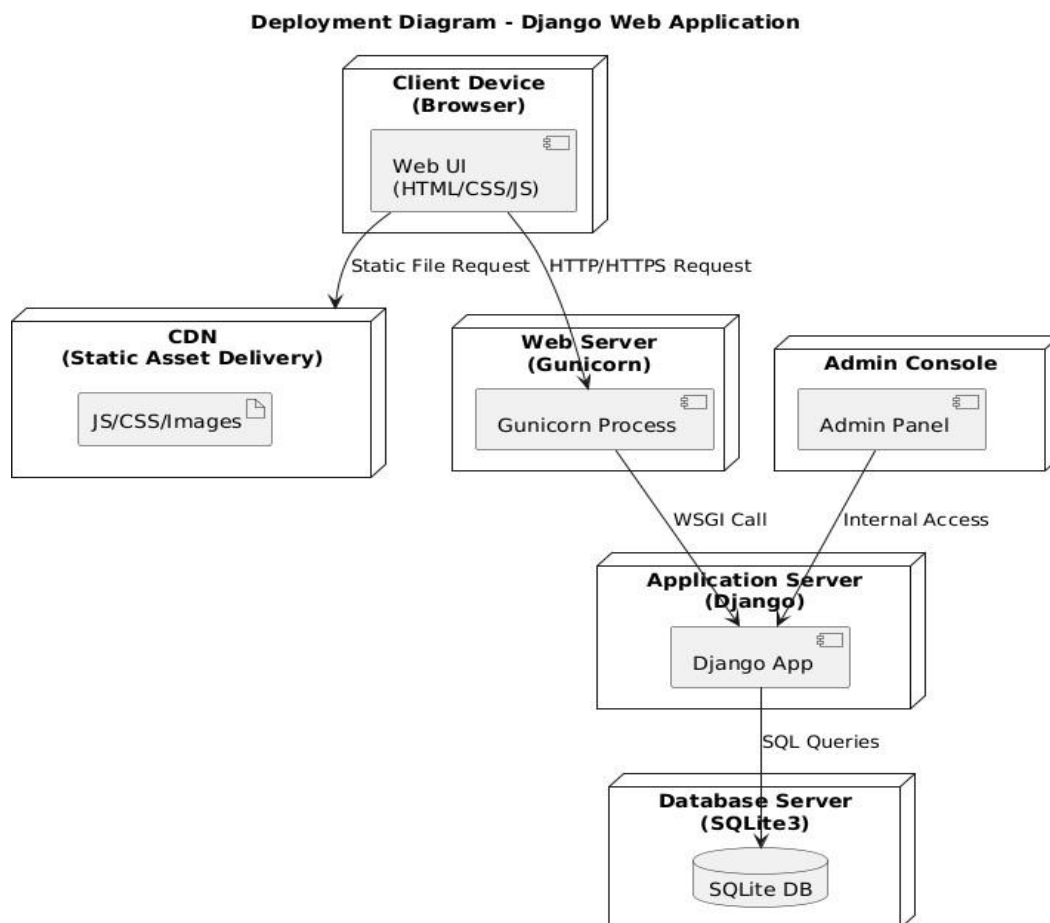 Deployment Diagram - Django Web Application
Client Device
(Browser)
Web UI
(HTML/CSS/JS)
Static File Request
HTTP/HTTPS Request
CDN
(Static Asset Delivery)
JS/CSS/Images
Web Server
(Gunicorn)
Gunicorn Process
Admin Console
Admin Panel
WSGI Call
Internal Access
Application Server
(Django)
Django App
SQL Queries
Database Server
(SQLite3)
SQLite DB